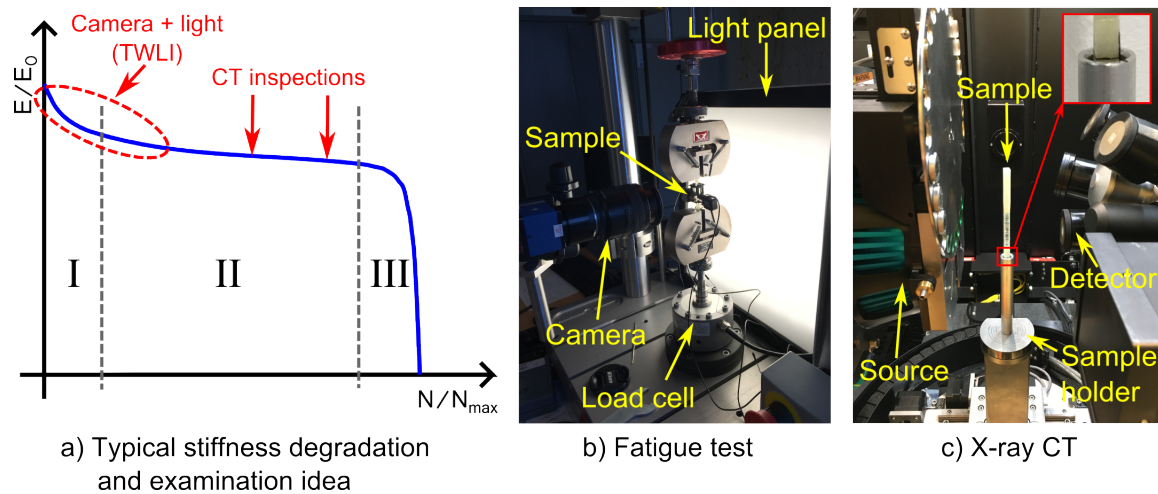 Camera + light
(TWLI)
CT inspections
E/E₀
I
II
III
N/Nmax
a) Typical stiffness degradation
and examination idea
Light panel
Sample
Camera
Load cell
b) Fatigue test
Sample
Detector
Source
Sample
holder
c) X-ray CT